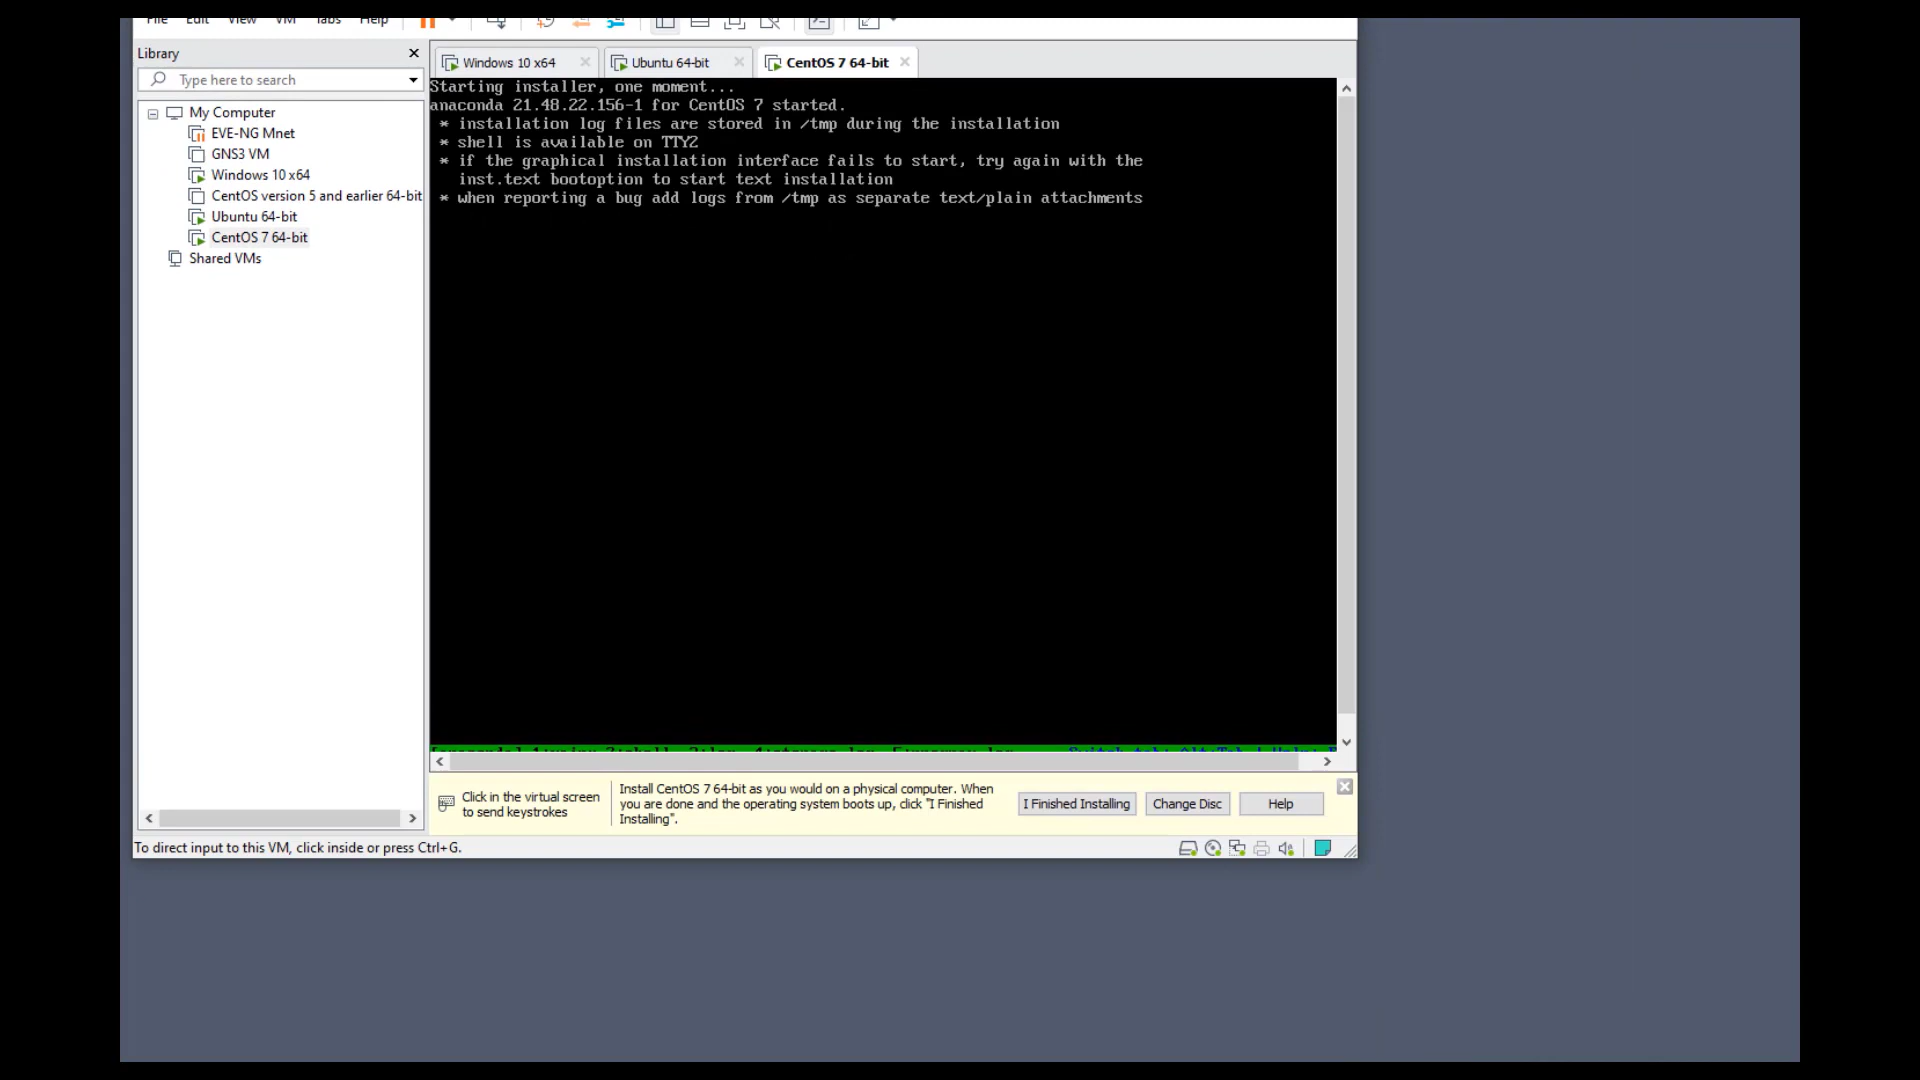 File Edit View VM Tabs Help
Library
Type here to search
My Computer
EVE-NG Mnet
GNS3 VM
Windows 10 x64
CentOS version 5 and earlier 64-bit
Ubuntu 64-bit
CentOS 7 64-bit
Shared VMs
Windows 10 x64 Ubuntu 64-bit CentOS 7 64-bit
Starting installer, one moment...
anaconda 21.48.22.156-1 for CentOS 7 started.
* installation log files are stored in /tmp during the installation
* shell is available on TTY2
* if the graphical installation interface fails to start, try again with the
inst.text bootoption to start text installation
* when reporting a bug add logs from /tmp as separate text/plain attachments
Click in the virtual screen
to send keystrokes
Install CentOS 7 64-bit as you would on a physical computer. When
you are done and the operating system boots up, click "I Finished
Installing".
I Finished Installing Change Disc Help
To direct input to this VM, click inside or press Ctrl+G.